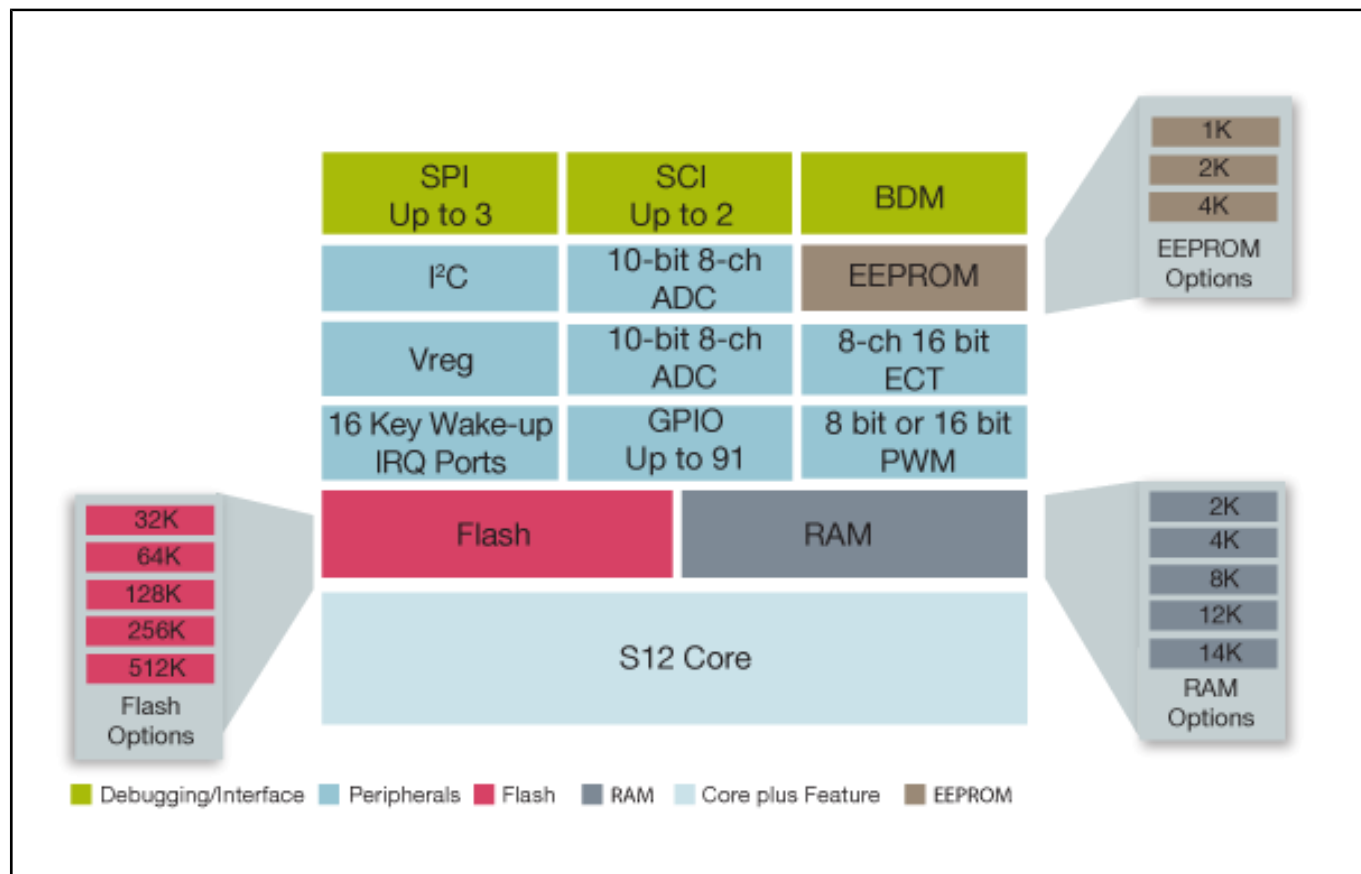 SPI
Up to 3
SCI
Up to 2
BDM
I²C
10-bit 8-ch
ADC
EEPROM
Vreg
10-bit 8-ch
ADC
8-ch 16 bit
ECT
16 Key Wake-up
IRQ Ports
GPIO
Up to 91
8 bit or 16 bit
PWM
Flash
RAM
S12 Core
1K
2K
4K
EEPROM
Options
32K
64K
128K
256K
512K
Flash
Options
2K
4K
8K
12K
14K
RAM
Options
Debugging/Interface
Peripherals
Flash
RAM
Core plus Feature
EEPROM